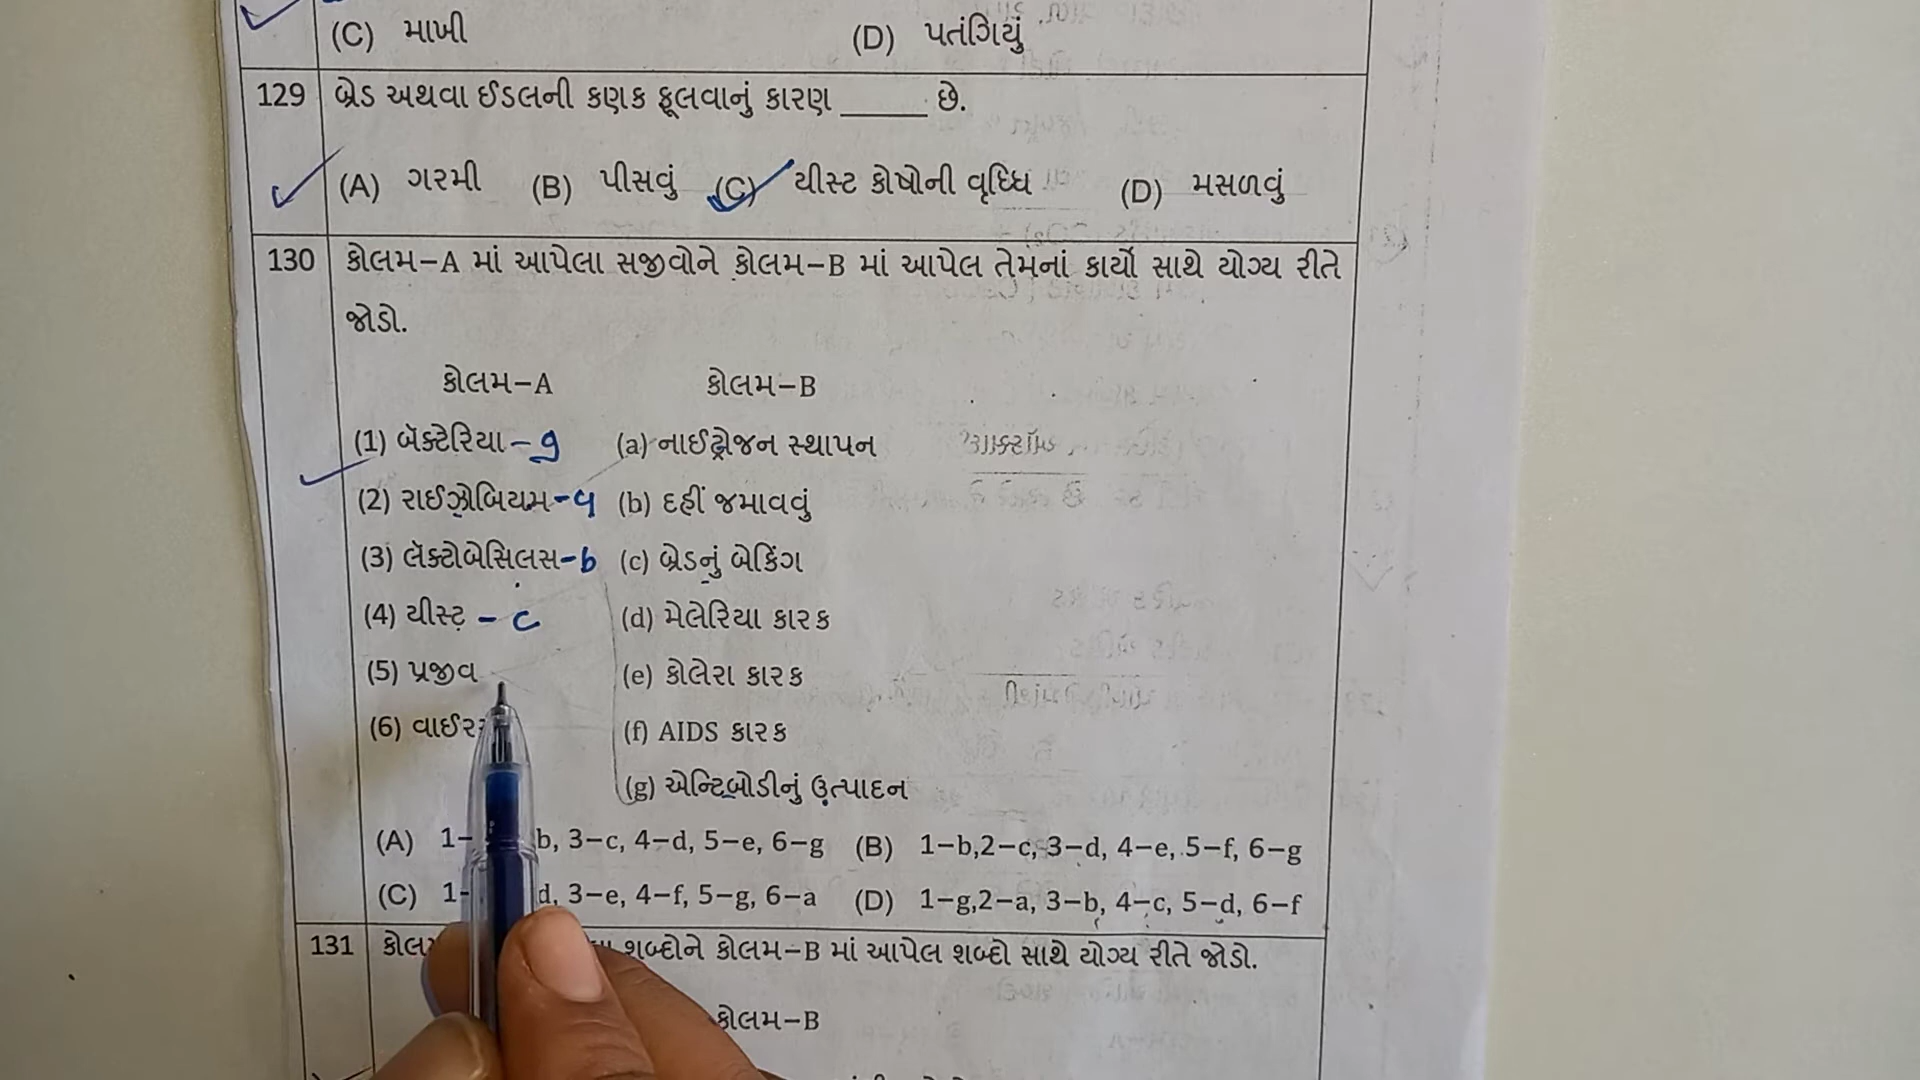 (C) માખી (D) પતંગિયું
129 બ્રેડ અથવા ઈડલની કણક ફૂલવાનું કારણ ______ છે.
(A) ગરમી (B) પીસવું (C) યીસ્ટ કોષોની વૃધ્ધિ (D) મસળવું
130 કોલમ-A માં આપેલા સજીવોને કોલમ-B માં આપેલ તેમનાં કાર્યો સાથે યોગ્ય રીતે
જોડો.
કોલમ-A કોલમ-B
(1) બૅક્ટેરિયા - g (a) નાઈટ્રોજન સ્થાપન
(2) રાઈઝોબિયમ - a (b) દહીં જમાવવું
(3) લૅક્ટોબેસિલસ - b (c) બ્રેડનું બેકિંગ
(4) યીસ્ટ - c (d) મેલેરિયા કારક
(5) પ્રજીવ (e) કોલેરા કારક
(6) (f) AIDS કારક
(g) એન્ટિબોડીનું ઉત્પાદન
(A) 1- b, 3-c, 4-d, 5-e, 6-g (B) 1-b,2-c, 3-d, 4-e, 5-f, 6-g
(C) 1- d, 3-e, 4-f, 5-g, 6-a (D) 1-g,2-a, 3-b, 4-c, 5-d, 6-f
131 શબ્દોને કોલમ-B માં આપેલ શબ્દો સાથે યોગ્ય રીતે જોડો.
કોલમ-B